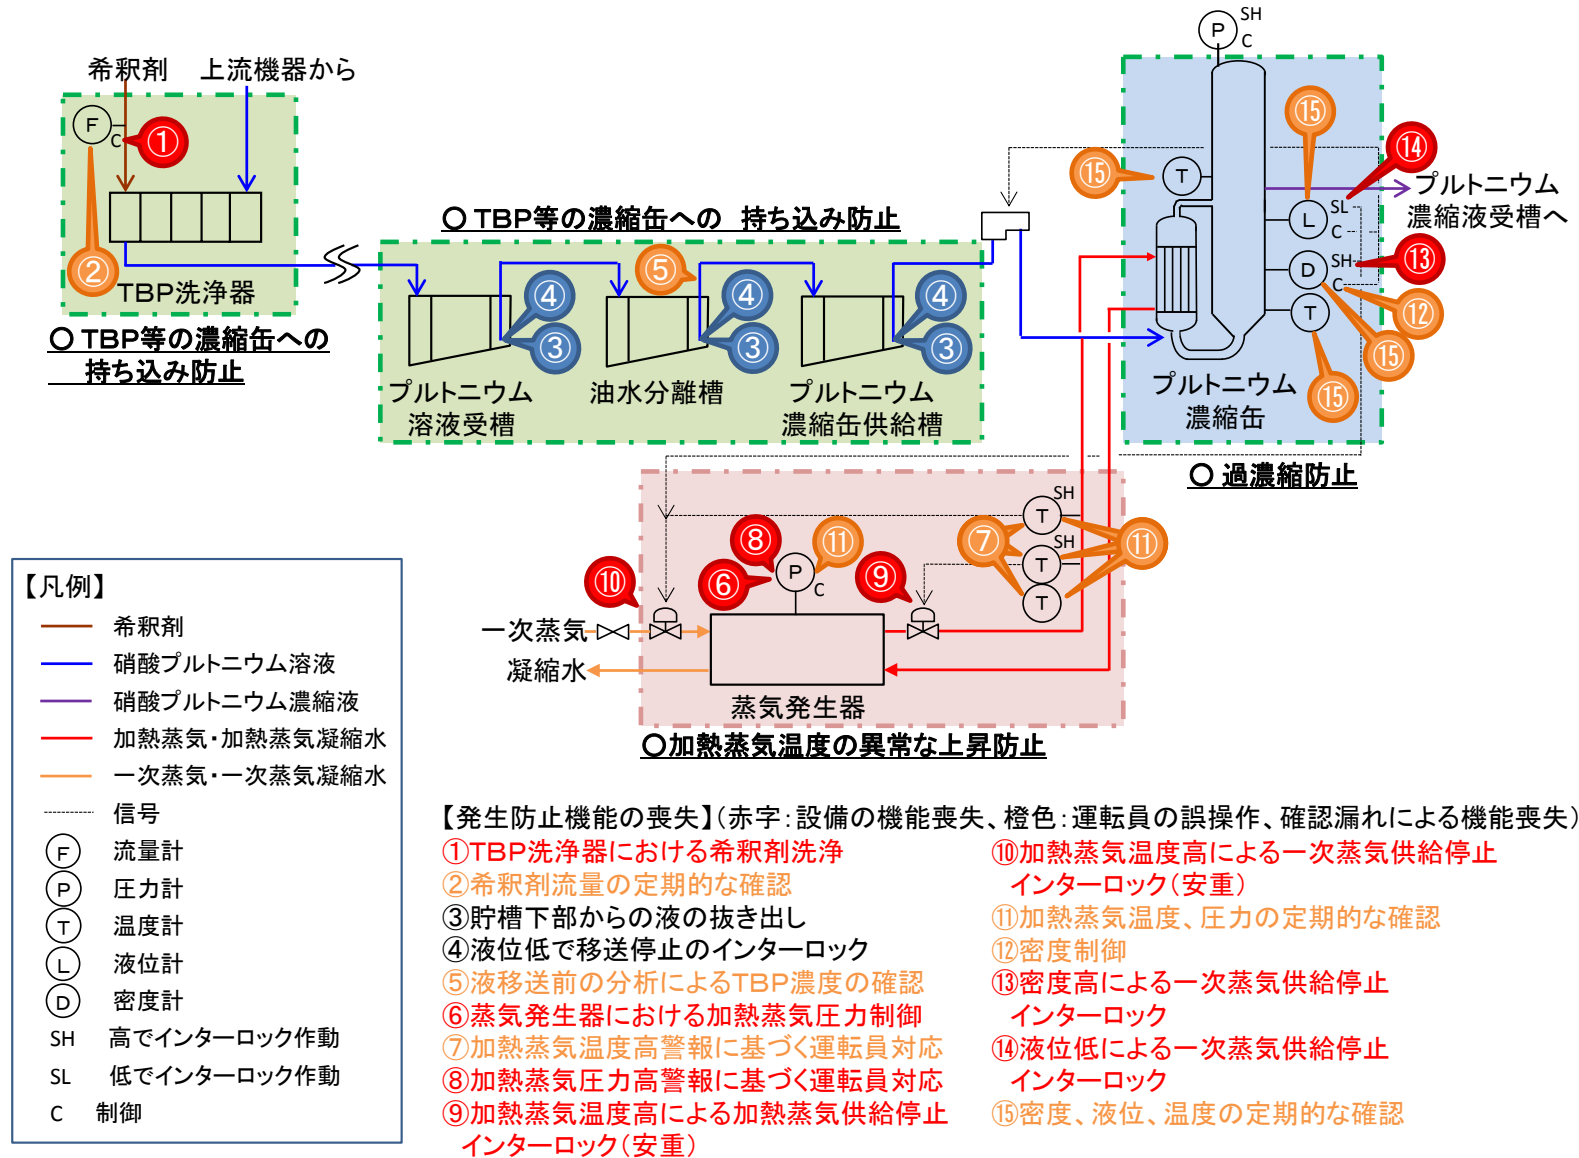 希釈剤
上流機器から
F
C
①
②
TBP洗浄器
○ TBP等の濃縮缶への
持ち込み防止
○ TBP等の濃縮缶への 持ち込み防止
⑤
④
④
④
③
③
③
プルトニウム
溶液受槽
油水分離槽
プルトニウム
濃縮缶供給槽
P
SH
C
⑮
⑭
⑮
T
プルトニウム
濃縮液受槽へ
L
SL
C
D
SH
C
⑬
⑫
T
⑮
⑮
プルトニウム
濃縮缶
○ 過濃縮防止
T
SH
T
SH
T
⑦
⑪
⑧
⑪
P
C
⑥
⑨
⑩
一次蒸気
凝縮水
蒸気発生器
○加熱蒸気温度の異常な上昇防止
【凡例】
希釈剤
硝酸プルトニウム溶液
硝酸プルトニウム濃縮液
加熱蒸気・加熱蒸気凝縮水
一次蒸気・一次蒸気凝縮水
信号
F 流量計
P 圧力計
T 温度計
L 液位計
D 密度計
SH 高でインターロック作動
SL 低でインターロック作動
C 制御
【発生防止機能の喪失】(赤字:設備の機能喪失、橙色:運転員の誤操作、確認漏れによる機能喪失)
①TBP洗浄器における希釈剤洗浄
②希釈剤流量の定期的な確認
③貯槽下部からの液の抜き出し
④液位低で移送停止のインターロック
⑤液移送前の分析によるTBP濃度の確認
⑥蒸気発生器における加熱蒸気圧力制御
⑦加熱蒸気温度高警報に基づく運転員対応
⑧加熱蒸気圧力高警報に基づく運転員対応
⑨加熱蒸気温度高による加熱蒸気供給停止
インターロック(安重)
⑩加熱蒸気温度高による一次蒸気供給停止
インターロック(安重)
⑪加熱蒸気温度、圧力の定期的な確認
⑫密度制御
⑬密度高による一次蒸気供給停止
インターロック
⑭液位低による一次蒸気供給停止
インターロック
⑮密度、液位、温度の定期的な確認